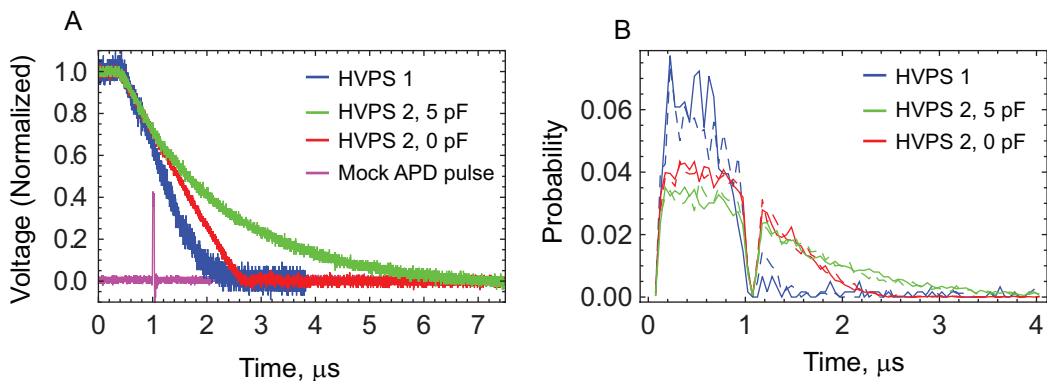 A
Voltage (Normalized)
1.0
0.8
0.6
0.4
0.2
0.0
HVPS 1
HVPS 2, 5 pF
HVPS 2, 0 pF
Mock APD pulse
0 1 2 3 4 5 6 7
Time, μs
B
Probability
0.06
0.04
0.02
0.00
HVPS 1
HVPS 2, 5 pF
HVPS 2, 0 pF
0 1 2 3 4
Time, μs